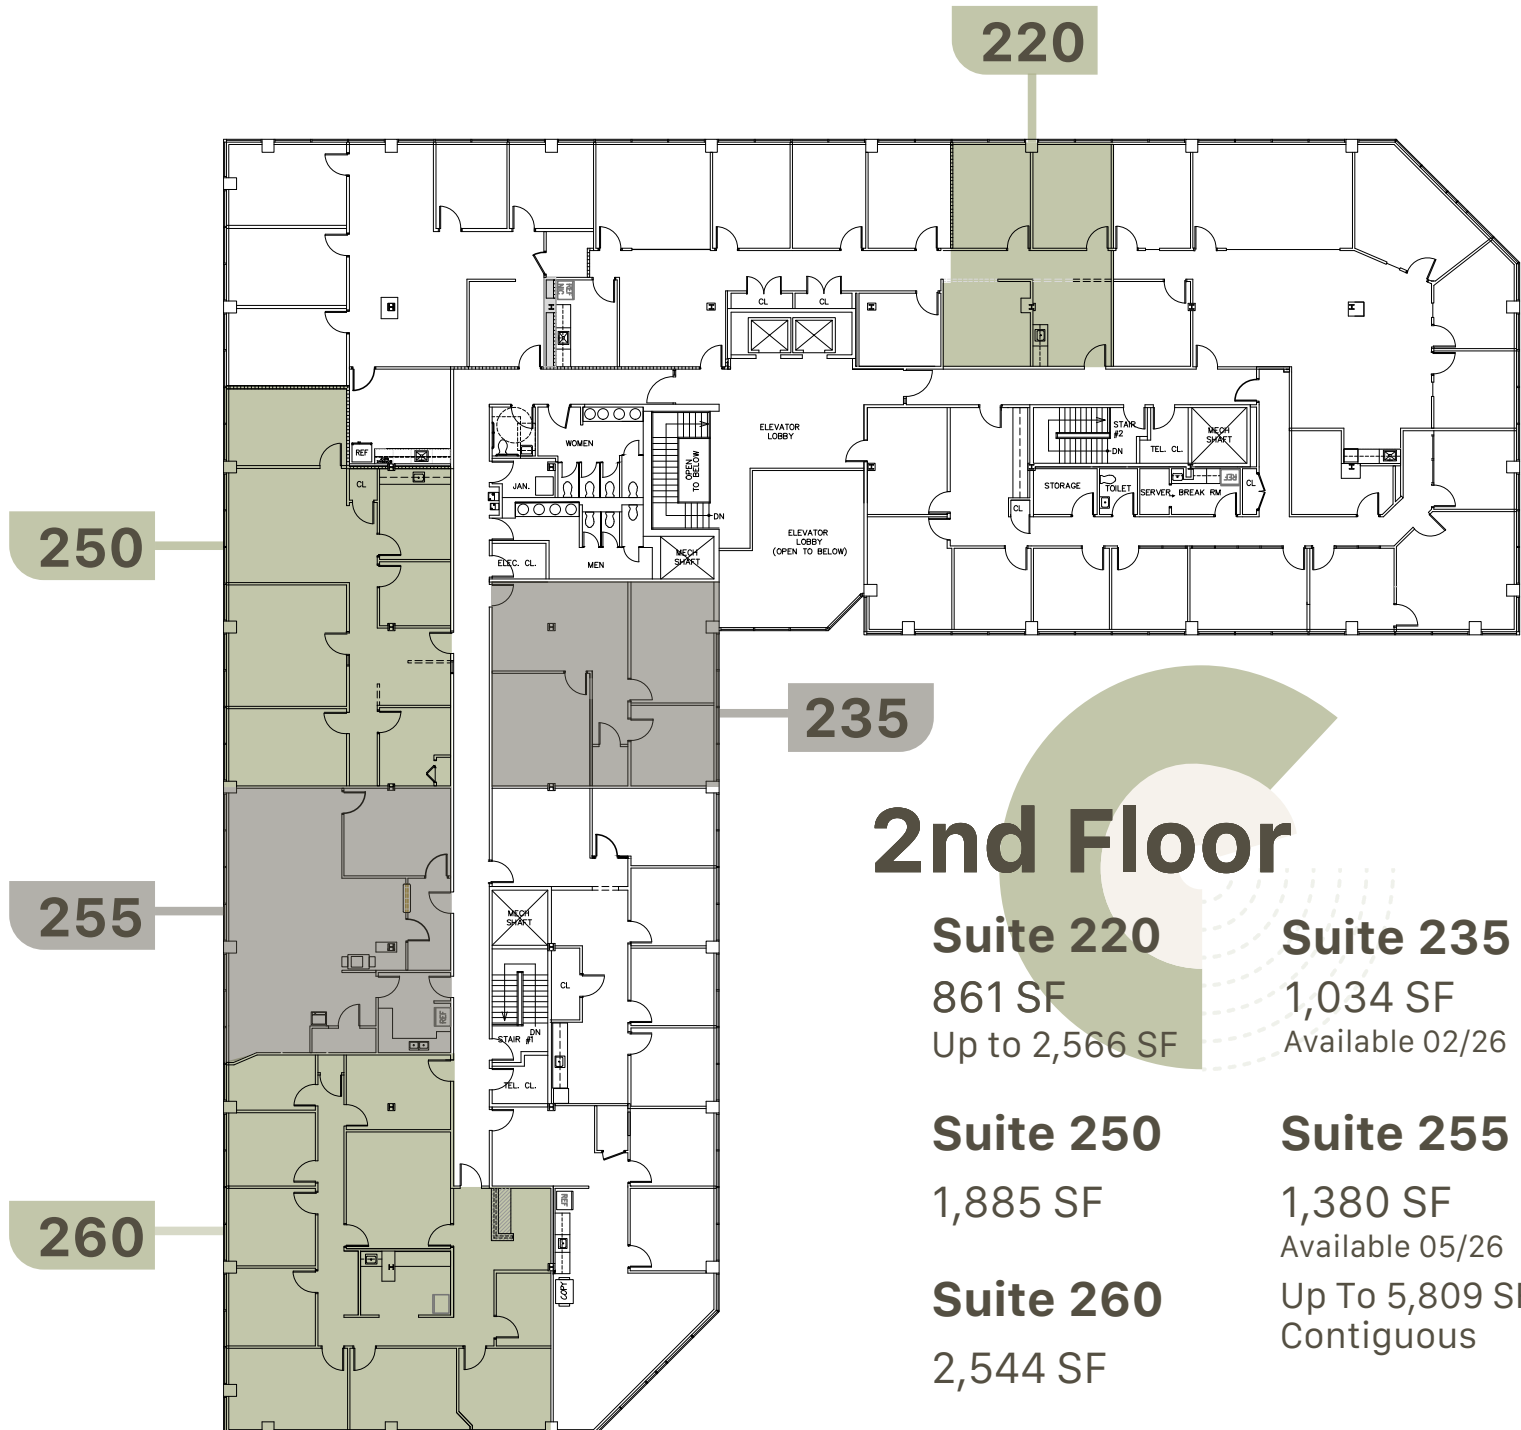 220
REF
MIC
CL
CL
ELEVATOR
LOBBY
WOMEN
STAIR
#2
DN
TEL. CL.
MECH
SHAFT
REF
CL
JAN.
OPEN
TO BELOW
DN
STORAGE
TOILET
SERVER
BREAK RM
REF
CL
CL
250
ELEC. CL.
MEN
MECH
SHAFT
ELEVATOR
LOBBY
(OPEN TO BELOW)
235
255
MECH
SHAFT
CL
REF
DN
STAIR #1
TEL. CL.
260
REF
COPY
2nd Floor
Suite 220
861 SF
Up to 2,566 SF
Suite 235
1,034 SF
Available 02/26
Suite 250
1,885 SF
Suite 255
1,380 SF
Available 05/26
Up To 5,809 SF
Contiguous
Suite 260
2,544 SF